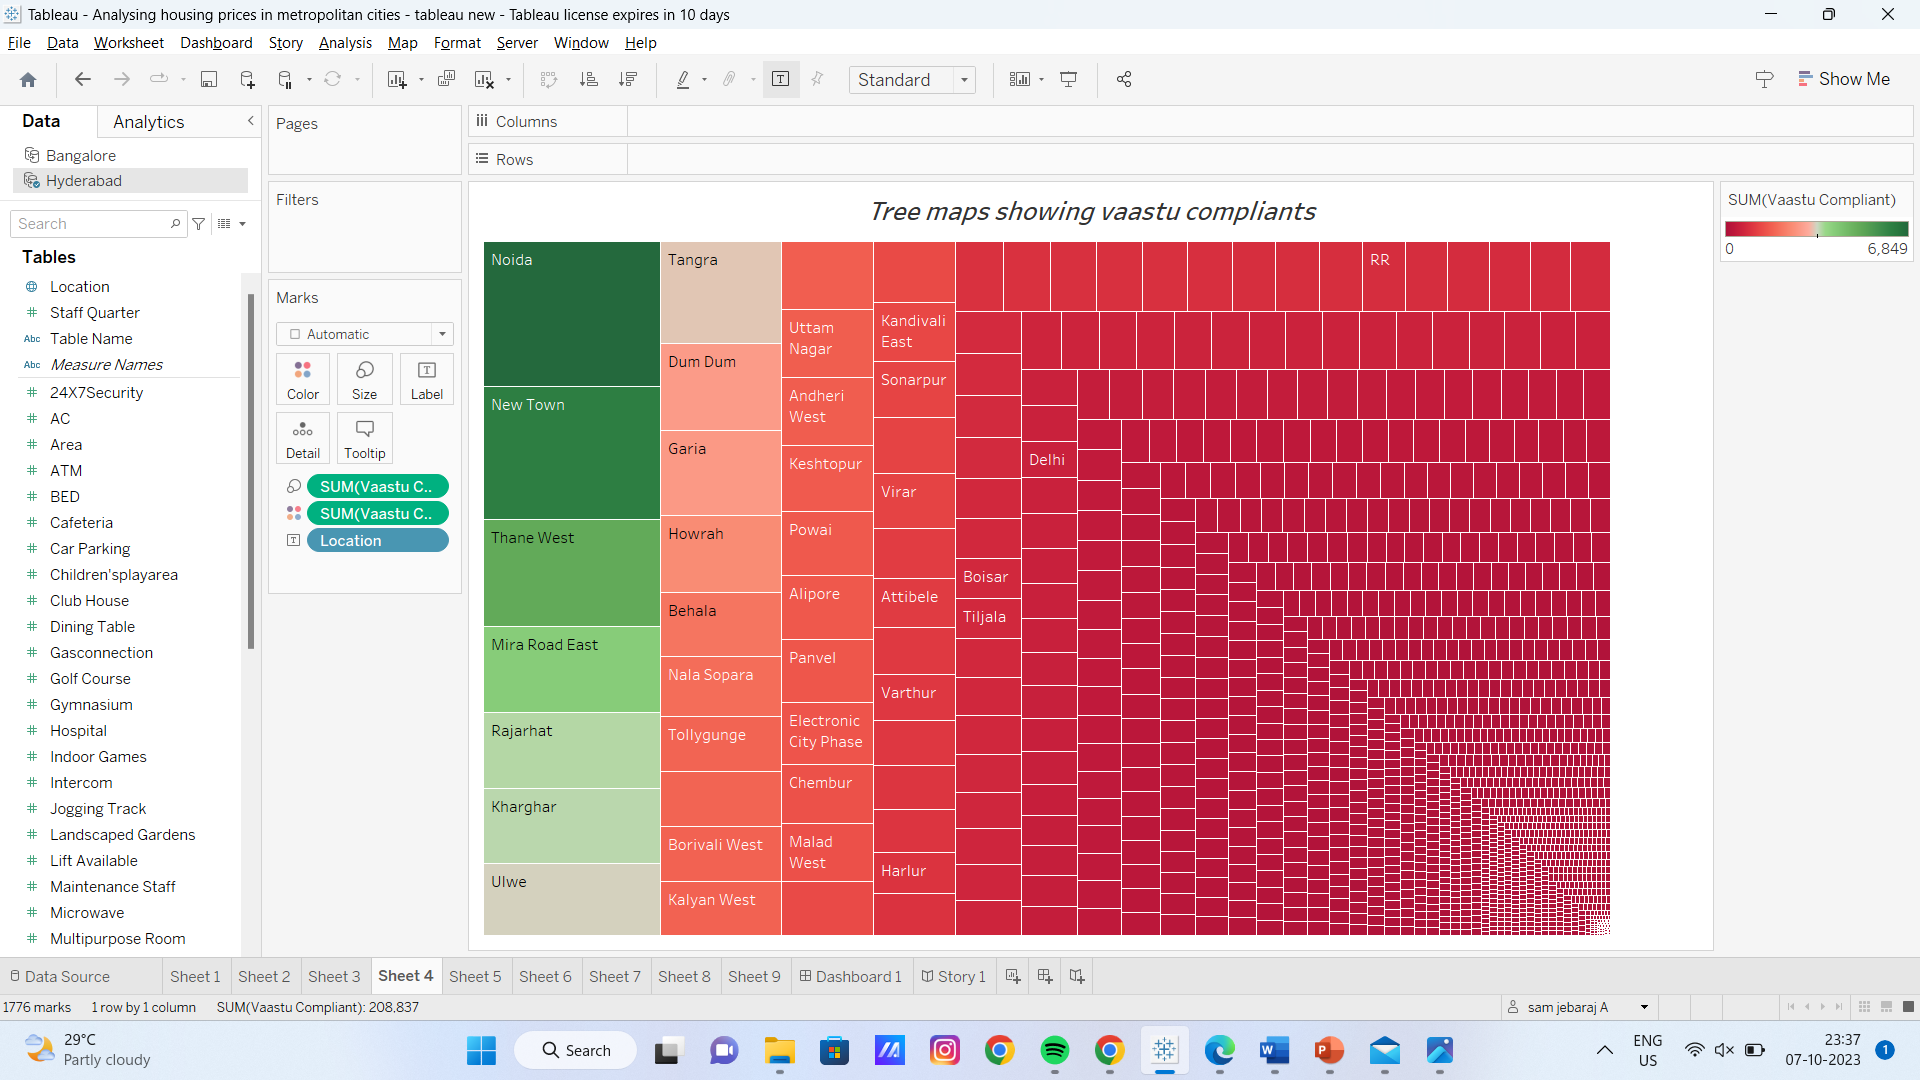 Tableau - Analysing housing prices in metropolitan cities - tableau new - Tableau license expires in 10 days
File Data Worksheet Dashboard Story Analysis Map Format Server Window Help
Standard
Show Me
Data Analytics
Bangalore
Hyderabad
Search
Tables
Location
Staff Quarter
Abc Table Name
Abc Measure Names
24X7Security
AC
Area
ATM
BED
Cafeteria
Car Parking
Children'splayarea
Club House
Dining Table
Gasconnection
Golf Course
Gymnasium
Hospital
Indoor Games
Intercom
Jogging Track
Landscaped Gardens
Lift Available
Maintenance Staff
Microwave
Multipurpose Room
Pages
Filters
Marks
Automatic
Color Size Label
Detail Tooltip
SUM(Vaastu C..
SUM(Vaastu C..
Location
Columns
Rows
Tree maps showing vaastu compliants
Noida
New Town
Thane West
Mira Road East
Rajarhat
Kharghar
Ulwe
Tangra
Dum Dum
Garia
Howrah
Behala
Nala Sopara
Tollygunge
Borivali West
Kalyan West
Uttam
Nagar
Andheri
West
Keshtopur
Powai
Alipore
Panvel
Electronic
City Phase
Chembur
Malad
West
Kandivali
East
Sonarpur
Virar
Attibele
Varthur
Harlur
Boisar
Tiljala
Delhi
RR
SUM(Vaastu Compliant)
0 6,849
Data Source Sheet 1 Sheet 2 Sheet 3 Sheet 4 Sheet 5 Sheet 6 Sheet 7 Sheet 8 Sheet 9 Dashboard 1 Story 1
1776 marks 1 row by 1 column SUM(Vaastu Compliant): 208,837
sam jebaraj A
29°C
Partly cloudy
Search
ENG
US
23:37
07-10-2023
1